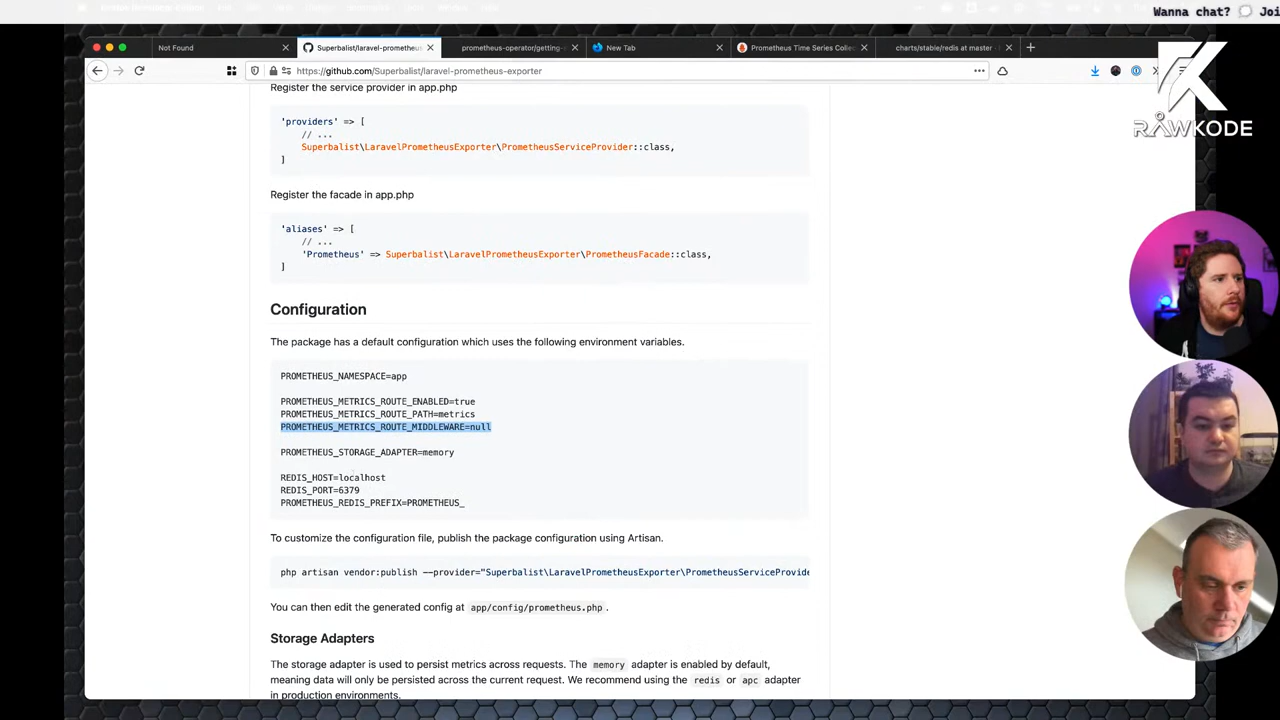 Wanna chat? Joi
Not Found
Superbalist/laravel-prometheus
prometheus-operator/getting-
New Tab
Prometheus Time Series Collec
charts/stable/redis at master
https://github.com/Superbalist/laravel-prometheus-exporter
RAWKODE
Register the service provider in app.php
'providers' => [
// ...
Superbalist\LaravelPrometheusExporter\PrometheusServiceProvider::class,
]
Register the facade in app.php
'aliases' => [
// ...
'Prometheus' => Superbalist\LaravelPrometheusExporter\PrometheusFacade::class,
]
Configuration
The package has a default configuration which uses the following environment variables.
PROMETHEUS_NAMESPACE=app
PROMETHEUS_METRICS_ROUTE_ENABLED=true
PROMETHEUS_METRICS_ROUTE_PATH=metrics
PROMETHEUS_METRICS_ROUTE_MIDDLEWARE=null
PROMETHEUS_STORAGE_ADAPTER=memory
REDIS_HOST=localhost
REDIS_PORT=6379
PROMETHEUS_REDIS_PREFIX=PROMETHEUS_
To customize the configuration file, publish the package configuration using Artisan.
php artisan vendor:publish --provider="Superbalist\LaravelPrometheusExporter\PrometheusServiceProvide
You can then edit the generated config at app/config/prometheus.php.
Storage Adapters
The storage adapter is used to persist metrics across requests. The memory adapter is enabled by default,
meaning data will only be persisted across the current request. We recommend using the redis or apc adapter
in production environments.